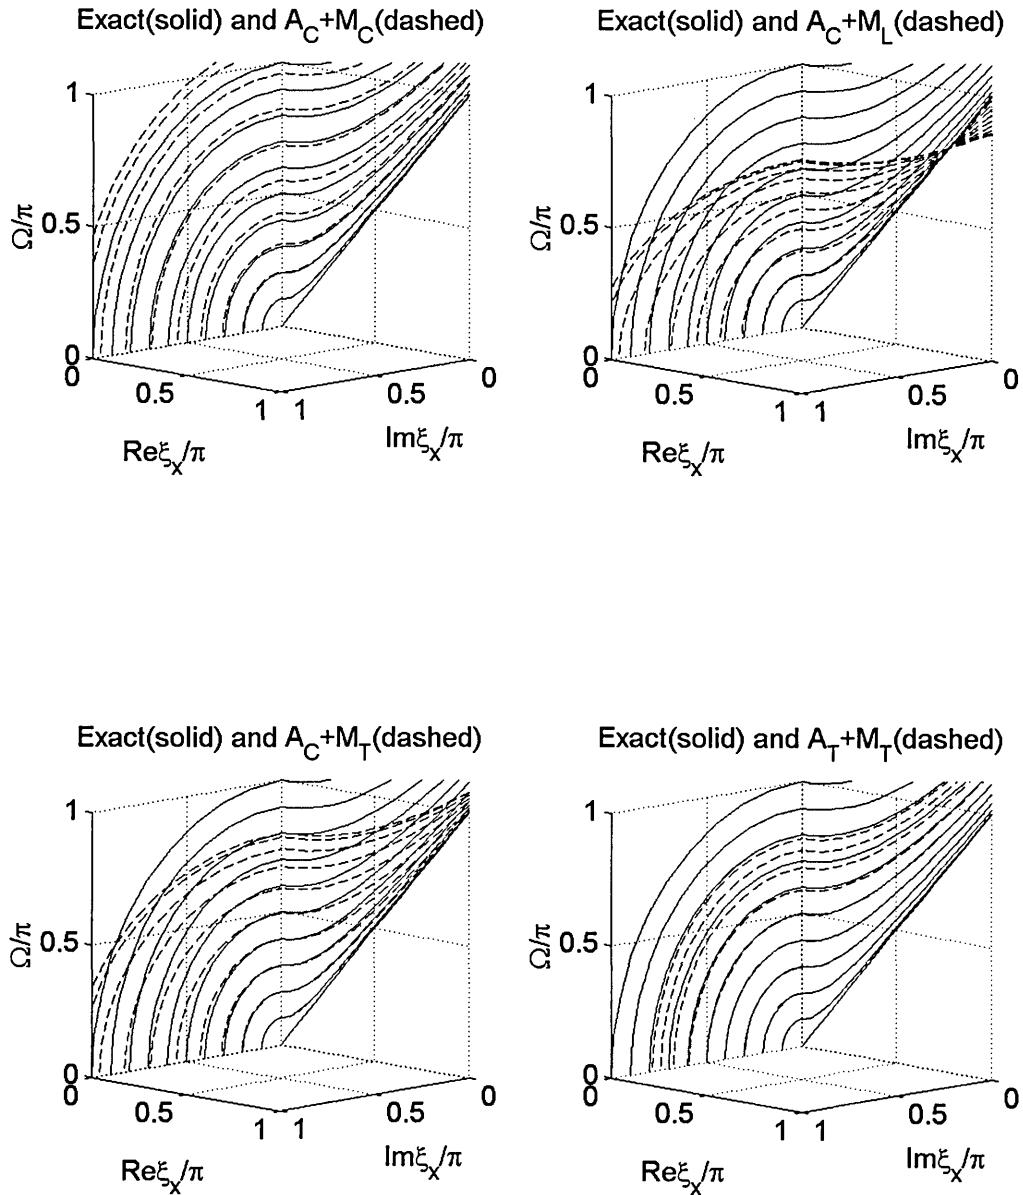 Exact(solid) and A_C+M_C(dashed)
1
0.5
0
Ω/π
0
0.5
1
1
0.5
0
Reξ_x/π
Imξ_x/π
Exact(solid) and A_C+M_L(dashed)
1
0.5
0
Ω/π
0
0.5
1
1
0.5
0
Reξ_x/π
Imξ_x/π
Exact(solid) and A_C+M_T(dashed)
1
0.5
0
Ω/π
0
0.5
1
1
0.5
0
Reξ_x/π
Imξ_x/π
Exact(solid) and A_T+M_T(dashed)
1
0.5
0
Ω/π
0
0.5
1
1
0.5
0
Reξ_x/π
Imξ_x/π